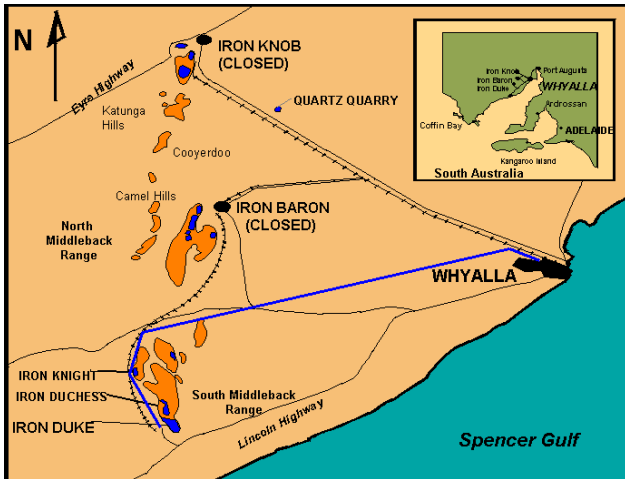 N
IRON KNOB
(CLOSED)
Eyre Highway
QUARTZ QUARRY
Katunga
Hills
Cooyerdoo
Camel Hills
North
Middleback
Range
IRON BARON
(CLOSED)
WHYALLA
IRON KNIGHT
IRON DUCHESS
IRON DUKE
South Middleback
Range
Lincoln Highway
Spencer Gulf
Iron Knob
Iron Baron
Iron Duke
Port Augusta
WHYALLA
Ardrossan
Coffin Bay
ADELAIDE
Kangaroo Island
South Australia